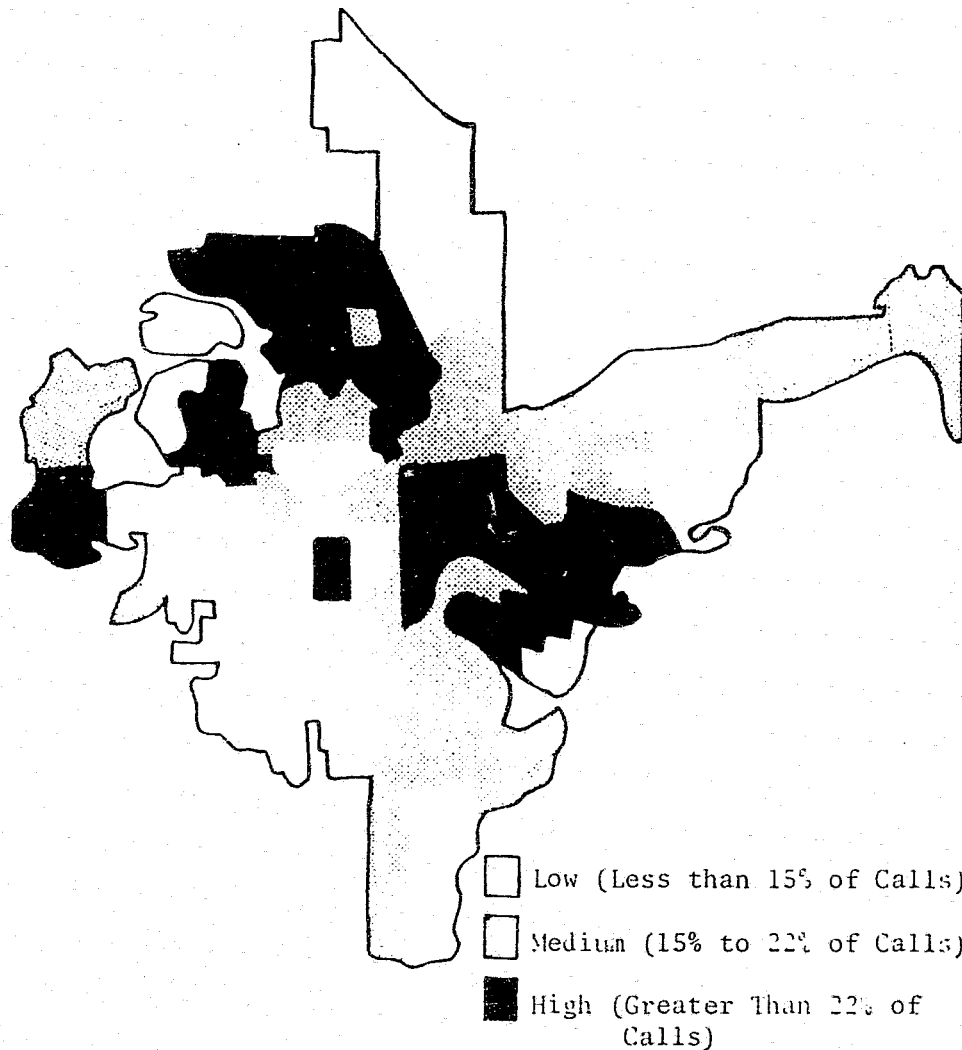 Low (Less than 15% of Calls)
Medium (15% to 22% of Calls)
High (Greater Than 22% of
Calls)